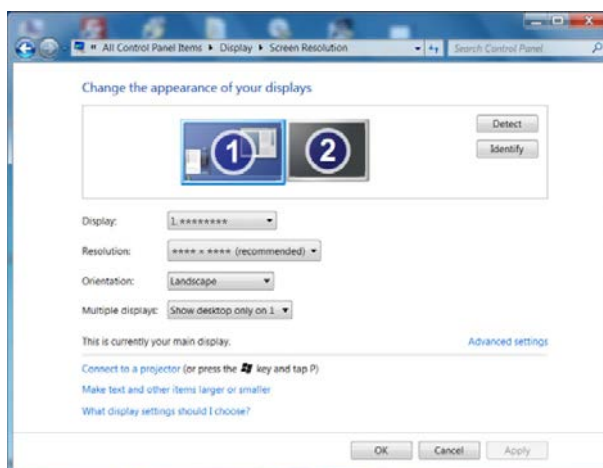 « All Control Panel Items ▸ Display ▸ Screen Resolution
Search Control Panel
Change the appearance of your displays
1
2
Detect
Identify
Display: 1. ********
Resolution: **** × **** (recommended)
Orientation: Landscape
Multiple displays: Show desktop only on 1
This is currently your main display.
Advanced settings
Connect to a projector (or press the key and tap P)
Make text and other items larger or smaller
What display settings should I choose?
OK
Cancel
Apply